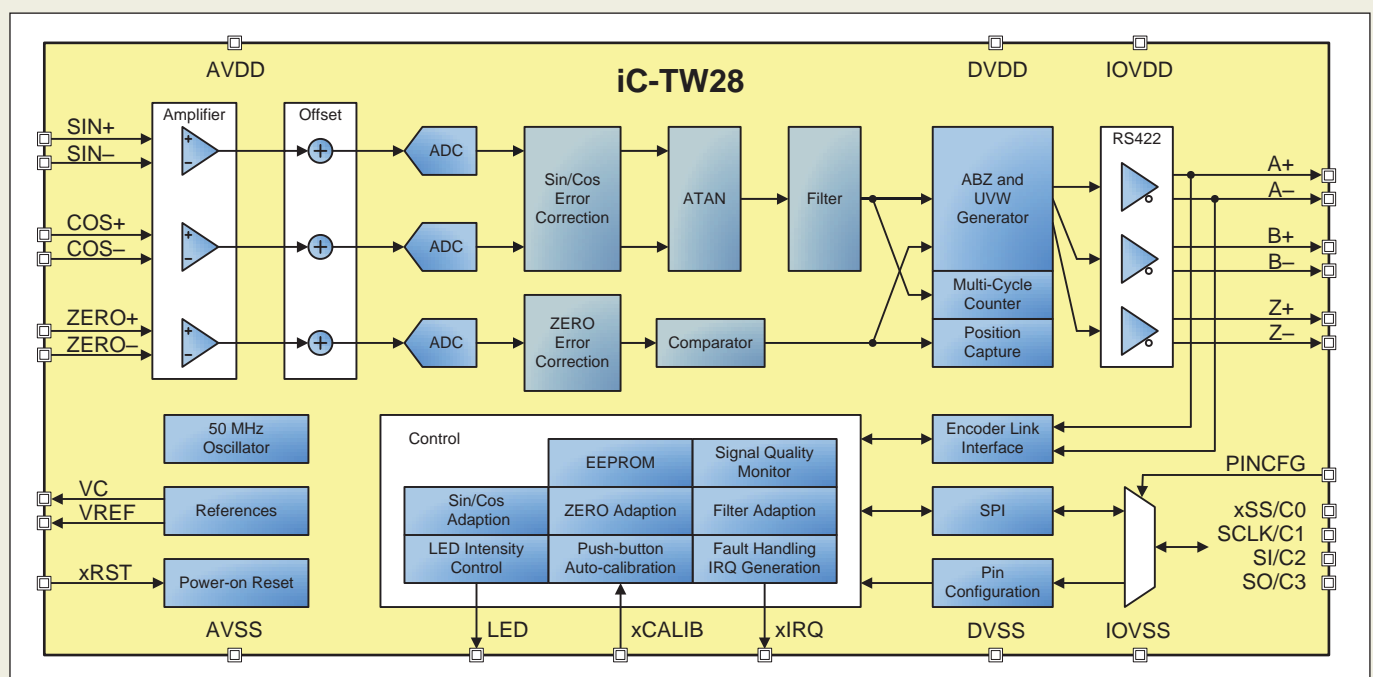 AVDD
iC-TW28
DVDD
IOVDD
SIN+
SIN–
COS+
COS–
ZERO+
ZERO–
Amplifier
+
–
+
–
+
–
Offset
+
+
+
ADC
ADC
ADC
Sin/Cos
Error
Correction
ZERO
Error
Correction
ATAN
Comparator
Filter
ABZ and
UVW
Generator
Multi-Cycle
Counter
Position
Capture
RS422
A+
A–
B+
B–
Z+
Z–
50 MHz
Oscillator
VC
VREF
References
xRST
Power-on Reset
Control
EEPROM
Signal Quality
Monitor
Sin/Cos
Adaption
ZERO Adaption
Filter Adaption
LED Intensity
Control
Push-button
Auto-calibration
Fault Handling
IRQ Generation
Encoder Link
Interface
SPI
Pin
Configuration
PINCFG
xSS/C0
SCLK/C1
SI/C2
SO/C3
AVSS
LED
xCALIB
xIRQ
DVSS
IOVSS